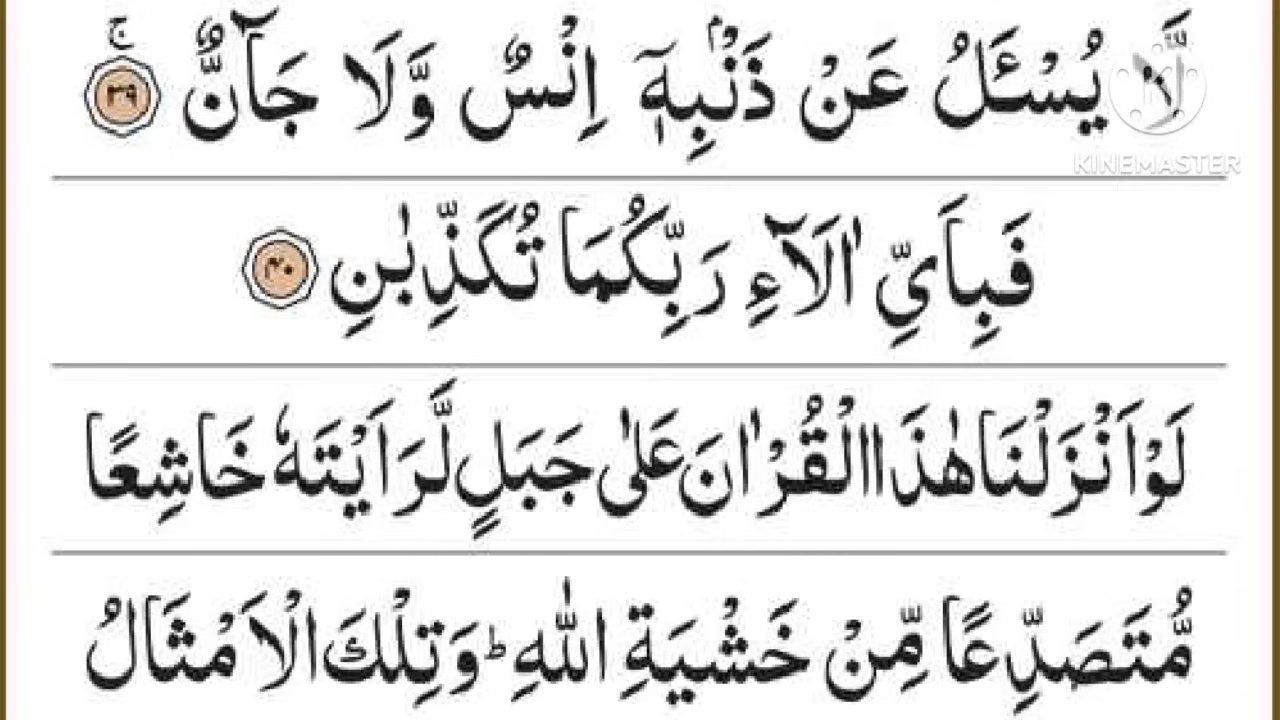 لَّا يُسْـَٔلُ عَنْ ذَنْۢبِهٖۤ اِنْسٌ وَّلَا جَآنٌّۚ ۳۹
KINEMASTER
فَبِاَىِّ اٰلَآءِ رَبِّكُمَا تُكَذِّبٰنِ ۴۰
لَوْ اَنْزَلْنَا هٰذَا الْقُرْاٰنَ عَلٰى جَبَلٍ لَّرَاَيْتَهٗ خَاشِعًا
مُّتَصَدِّعًا مِّنْ خَشْيَةِ اللّٰهِ ؕ وَتِلْكَ الْاَمْثَالُ